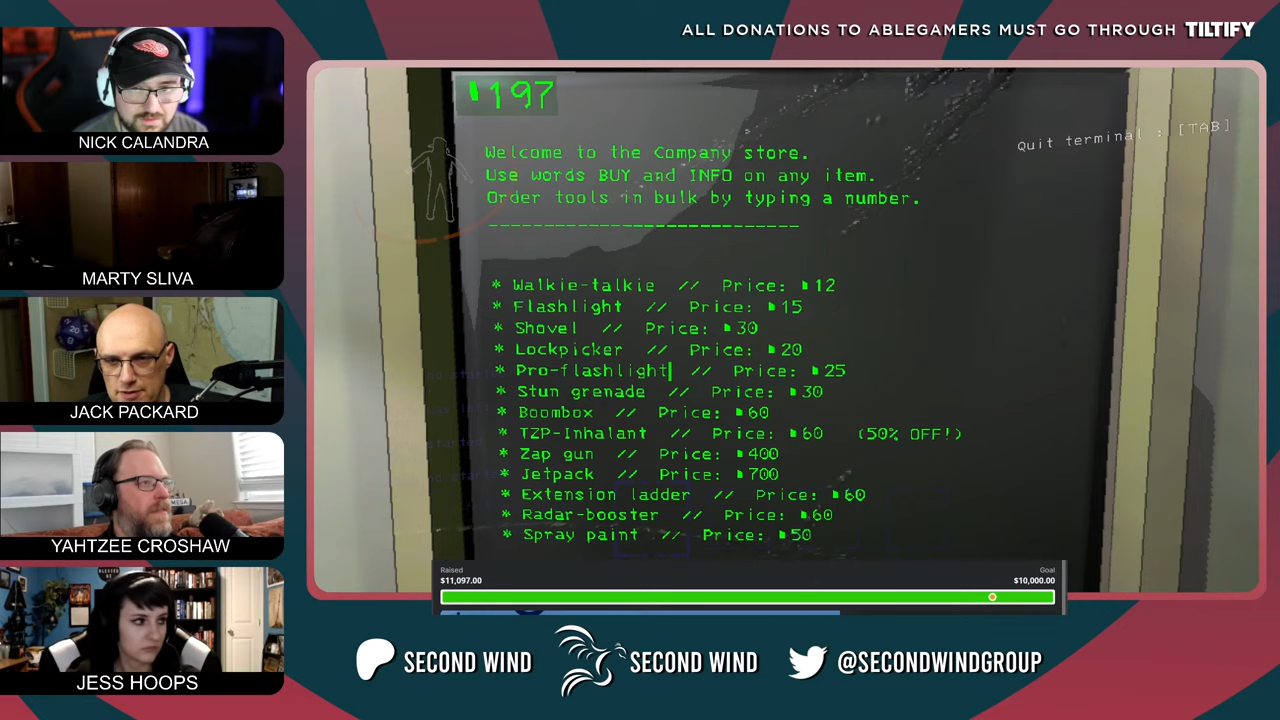 ALL DONATIONS TO ABLEGAMERS MUST GO THROUGH TILTIFY
NICK CALANDRA
MARTY SLIVA
JACK PACKARD
YAHTZEE CROSHAW
JESS HOOPS
▮197
Quit terminal : [TAB]
Welcome to the Company store.
Use words BUY and INFO on any item.
Order tools in bulk by typing a number.
----------------------------
* Walkie-talkie // Price: ▮12
* Flashlight // Price: ▮15
* Shovel // Price: ▮30
* Lockpicker // Price: ▮20
* Pro-flashlight // Price: ▮25
* Stun grenade // Price: ▮30
* Boombox // Price: ▮60
* TZP-Inhalant // Price: ▮60 (50% OFF!)
* Zap gun // Price: ▮400
* Jetpack // Price: ▮700
* Extension ladder // Price: ▮60
* Radar-booster // Price: ▮60
* Spray paint // Price: ▮50
Raised
$11,097.00
Goal
$10,000.00
SECOND WIND
SECOND WIND
@SECONDWINDGROUP